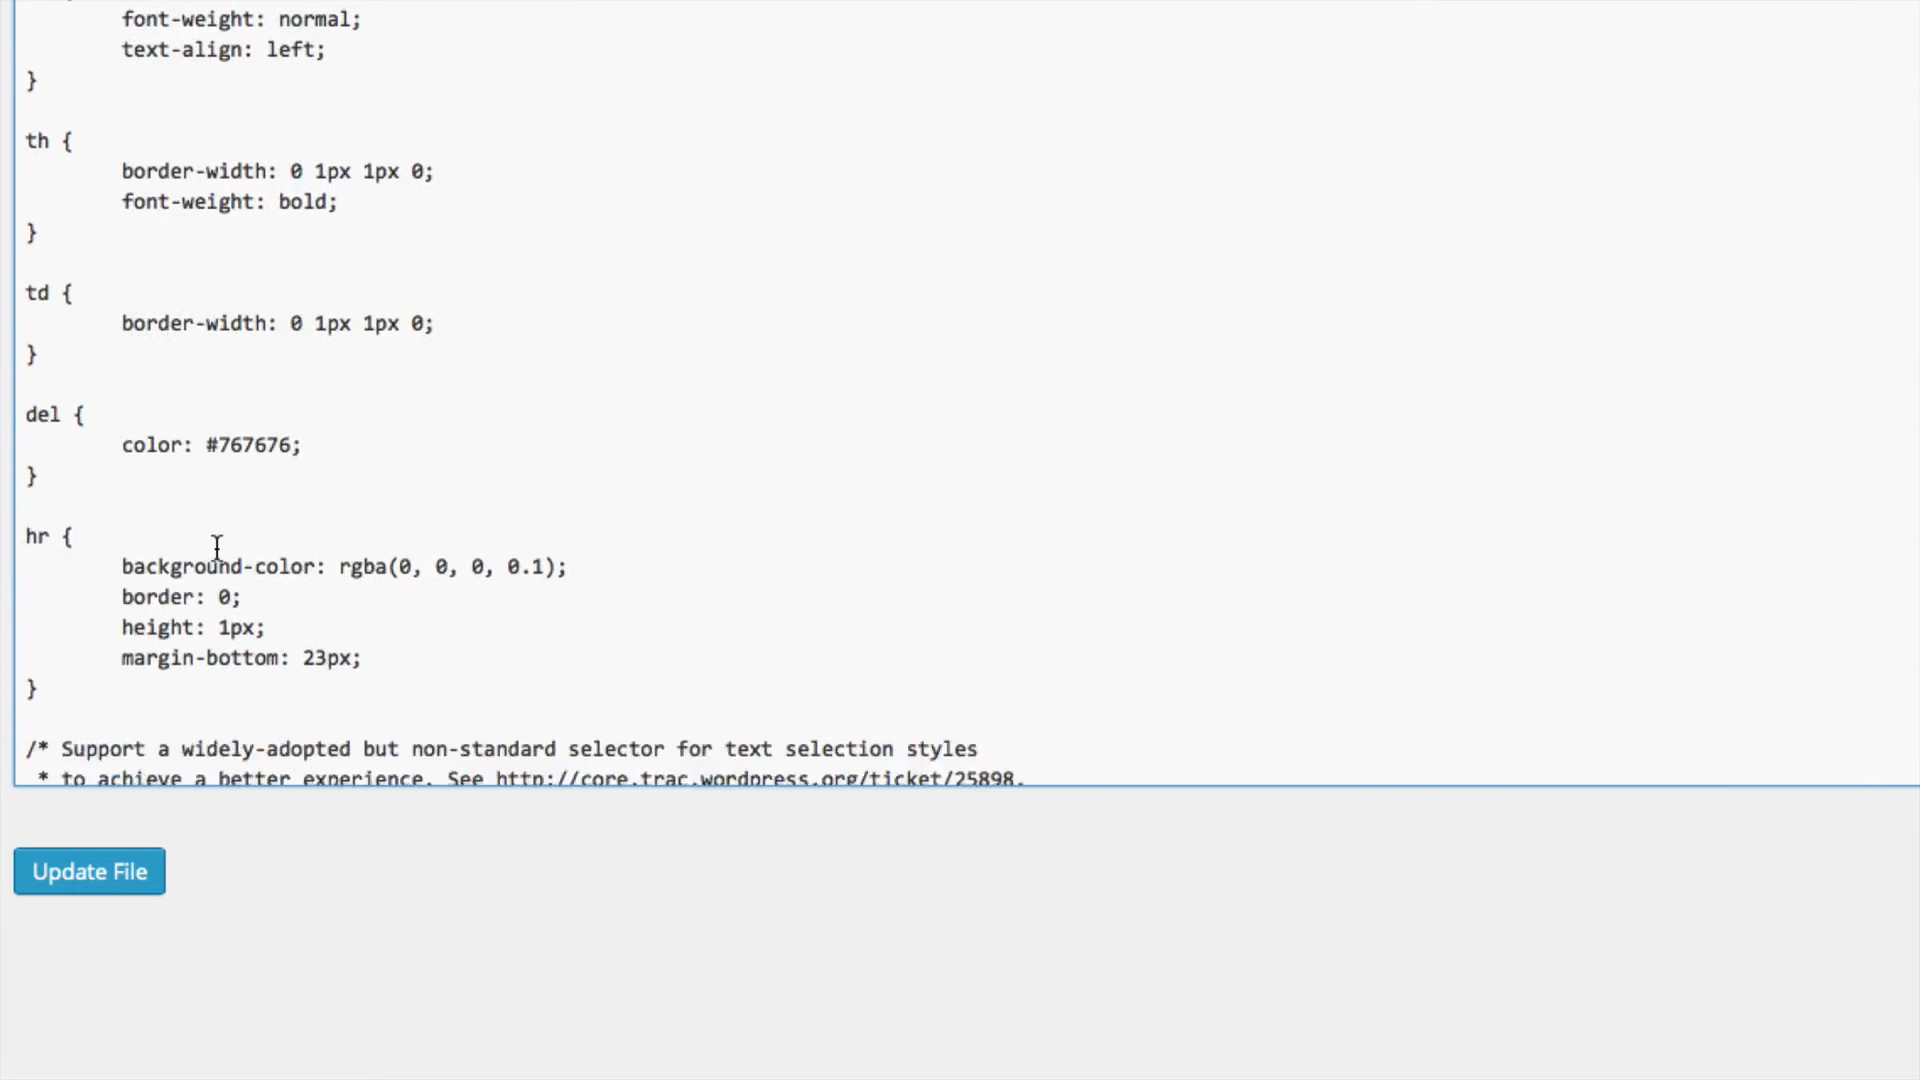 font-weight: normal;
text-align: left;
}
th {
border-width: 0 1px 1px 0;
font-weight: bold;
}
td {
border-width: 0 1px 1px 0;
}
del {
color: #767676;
}
hr {
background-color: rgba(0, 0, 0, 0.1);
border: 0;
height: 1px;
margin-bottom: 23px;
}
/* Support a widely-adopted but non-standard selector for text selection styles
* to achieve a better experience. See http://core.trac.wordpress.org/ticket/25898.
Update File